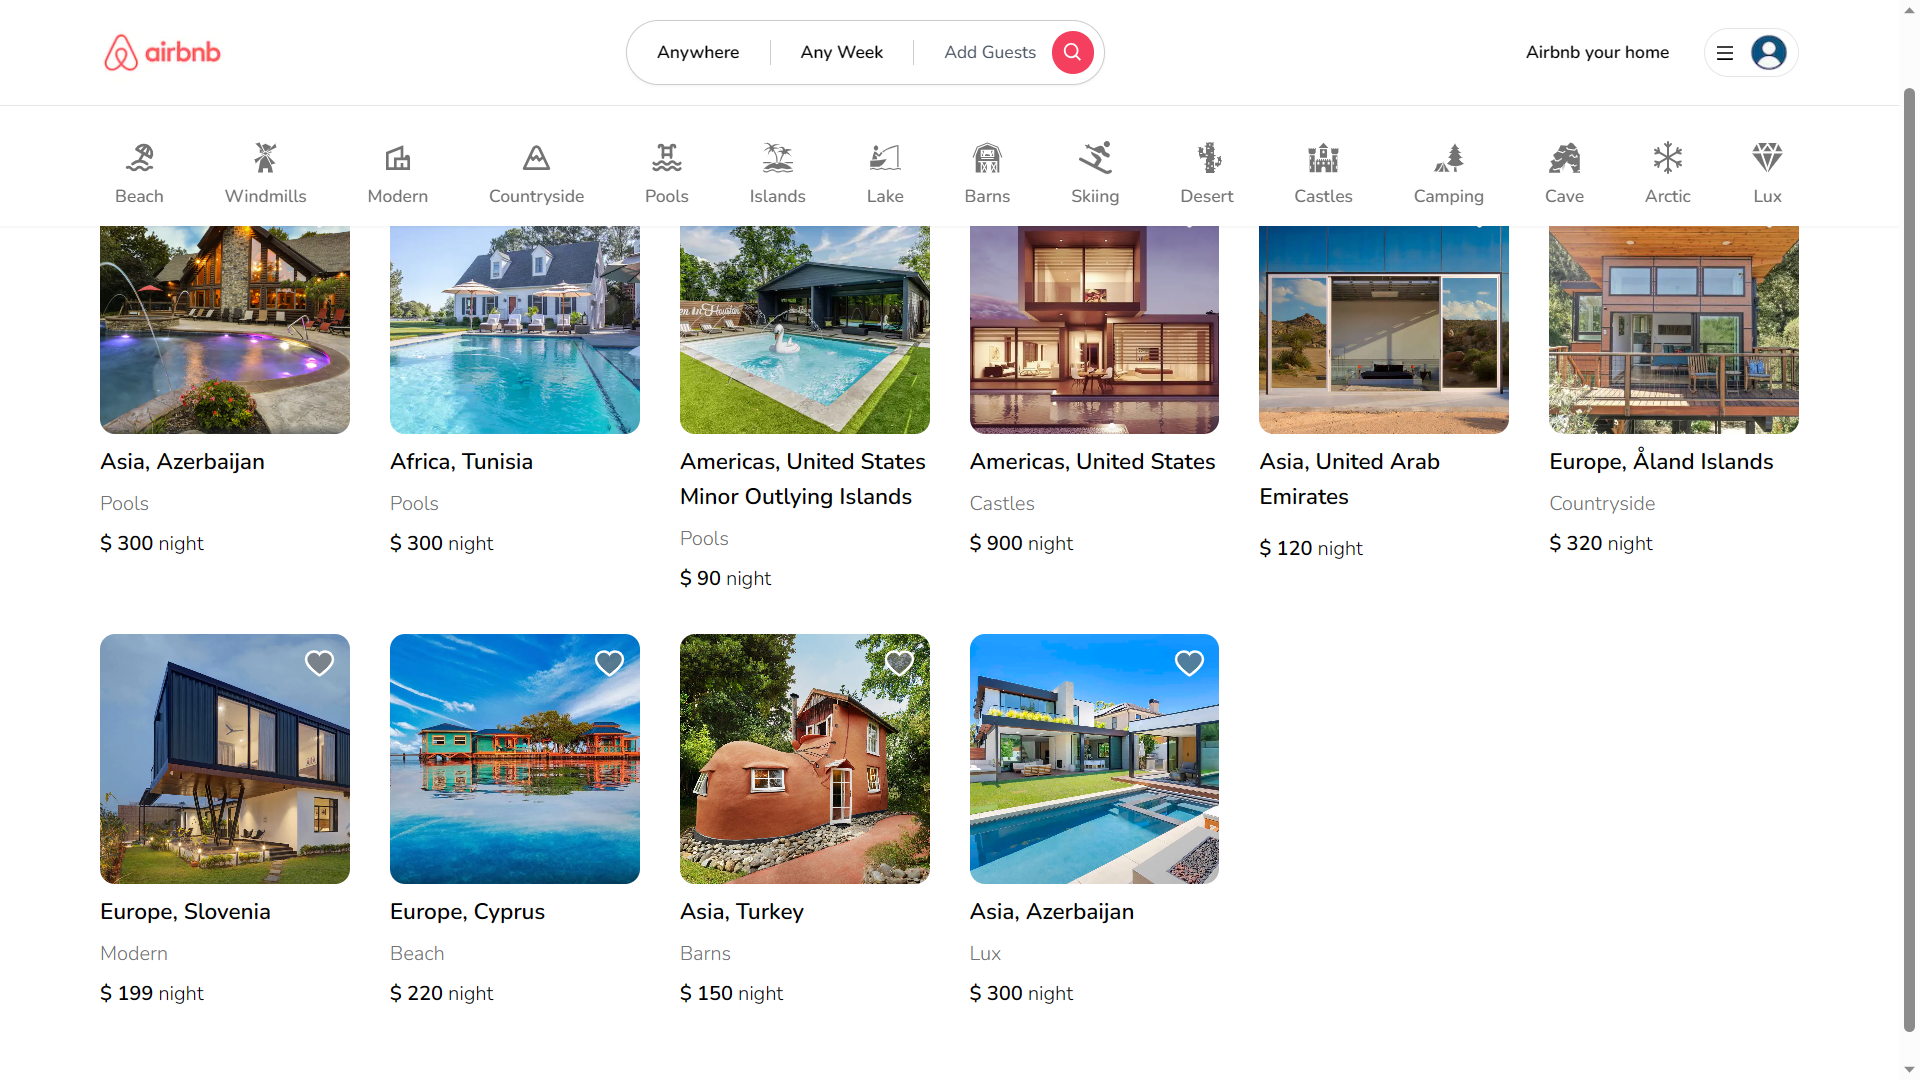 airbnb
Anywhere
Any Week
Add Guests
Airbnb your home
Beach
Windmills
Modern
Countryside
Pools
Islands
Lake
Barns
Skiing
Desert
Castles
Camping
Cave
Arctic
Lux
en in Houston
Asia, Azerbaijan
Pools
$ 300 night
Africa, Tunisia
Pools
$ 300 night
Americas, United States
Minor Outlying Islands
Pools
$ 90 night
Americas, United States
Castles
$ 900 night
Asia, United Arab
Emirates
$ 120 night
Europe, Åland Islands
Countryside
$ 320 night
Europe, Slovenia
Modern
$ 199 night
Europe, Cyprus
Beach
$ 220 night
Asia, Turkey
Barns
$ 150 night
Asia, Azerbaijan
Lux
$ 300 night